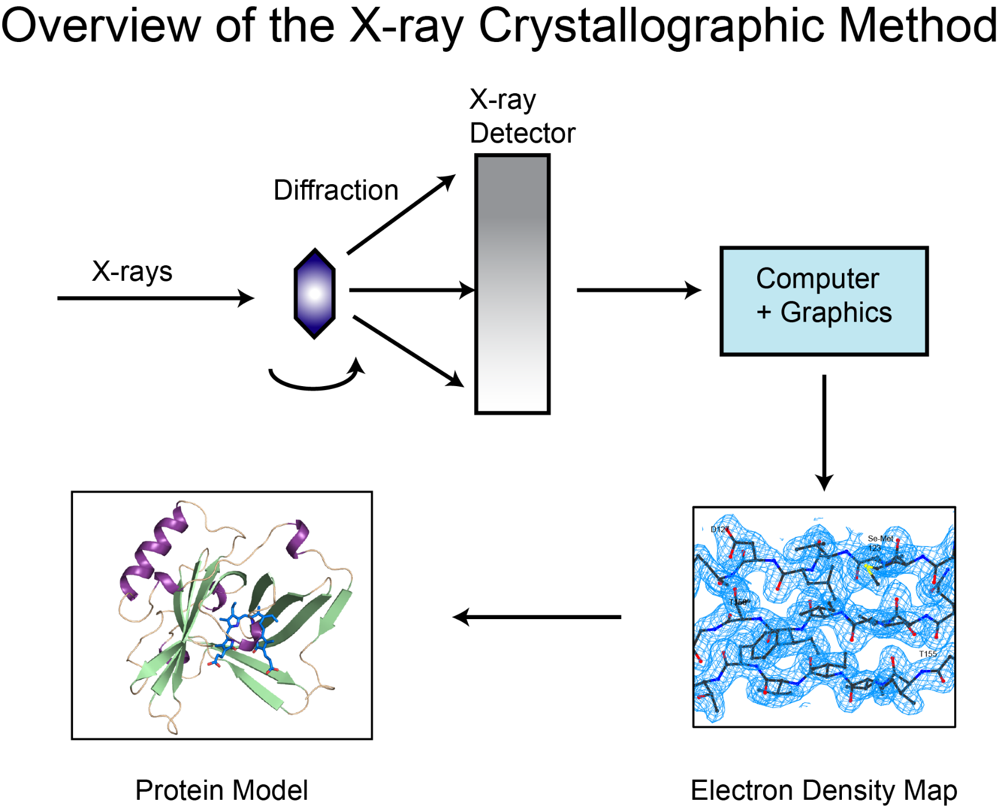 Overview of the X-ray Crystallographic Method
X-ray
Detector
Diffraction
X-rays
Computer
+ Graphics
D127
Se-Met
123
T150
T155
Protein Model
Electron Density Map